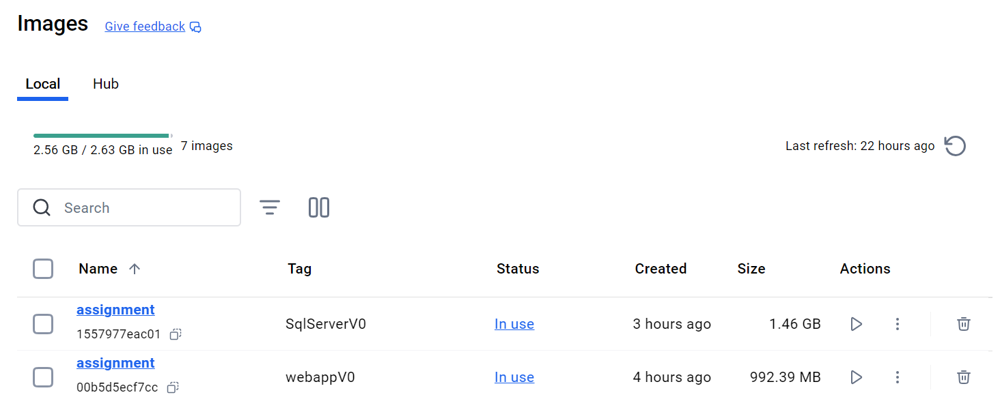 Images Give feedback
Local Hub
2.56 GB / 2.63 GB in use 7 images Last refresh: 22 hours ago
Search
Name Tag Status Created Size Actions
assignment
1557977eac01 SqlServerV0 In use 3 hours ago 1.46 GB
assignment
00b5d5ecf7cc webappV0 In use 4 hours ago 992.39 MB